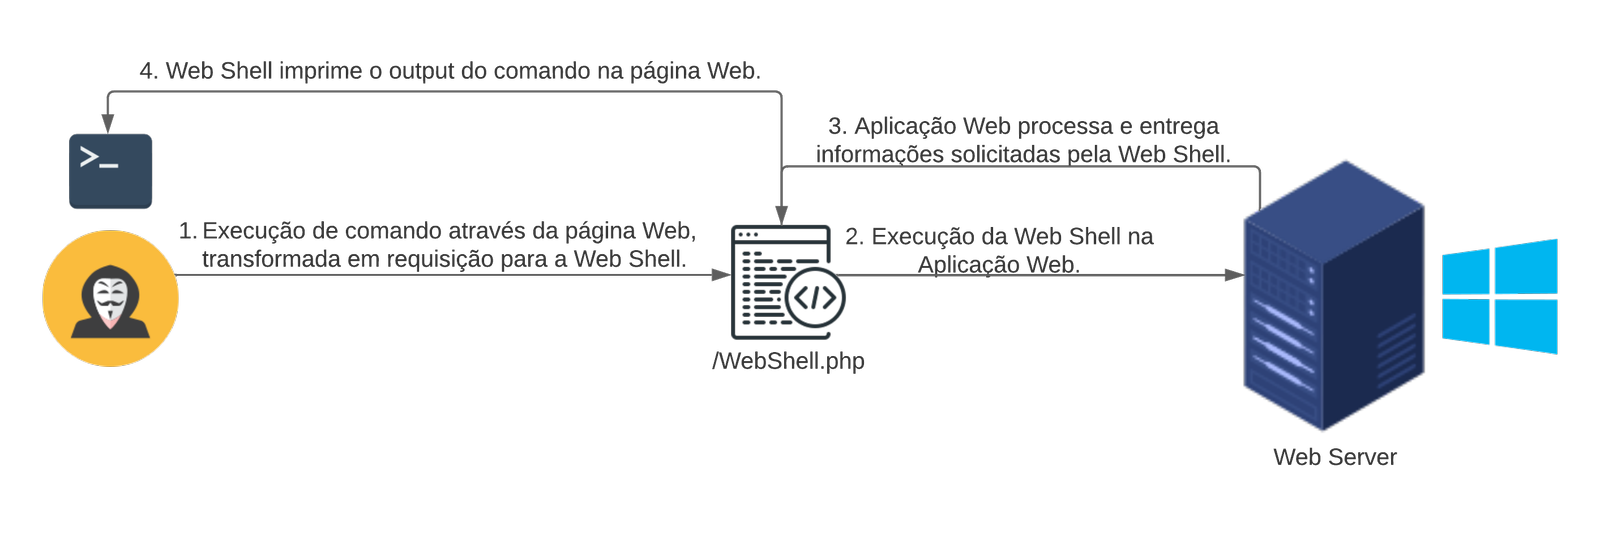 4. Web Shell imprime o output do comando na página Web.
3. Aplicação Web processa e entrega
informações solicitadas pela Web Shell.
>_
1. Execução de comando através da página Web,
transformada em requisição para a Web Shell.
2. Execução da Web Shell na
Aplicação Web.
</>
/WebShell.php
Web Server